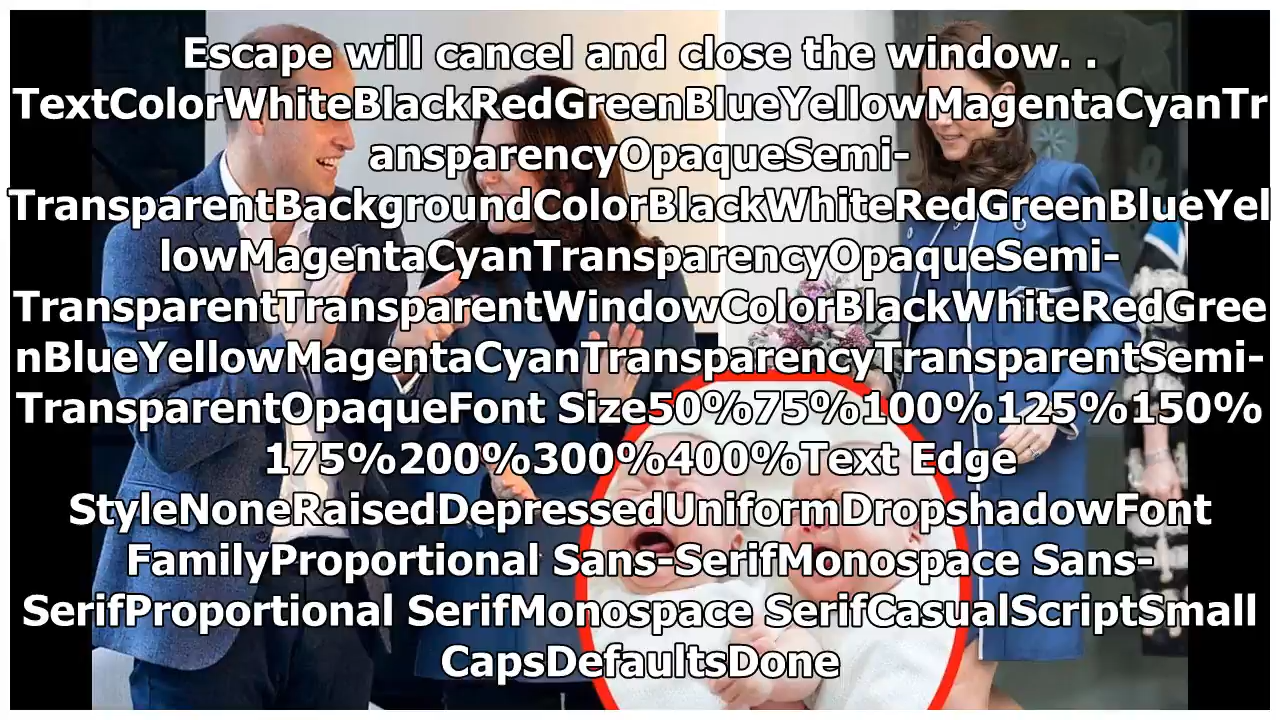 Escape will cancel and close the window. .
TextColorWhiteBlackRedGreenBlueYellowMagentaCyanTr
ansparencyOpaqueSemi-
TransparentBackgroundColorBlackWhiteRedGreenBlueYel
lowMagentaCyanTransparencyOpaqueSemi-
TransparentTransparentWindowColorBlackWhiteRedGree
nBlueYellowMagentaCyanTransparencyTransparentSemi-
TransparentOpaqueFont Size50%75%100%125%150%
175%200%300%400%Text Edge
StyleNoneRaisedDepressedUniformDropshadowFont
FamilyProportional Sans-SerifMonospace Sans-
SerifProportional SerifMonospace SerifCasualScriptSmall
CapsDefaultsDone